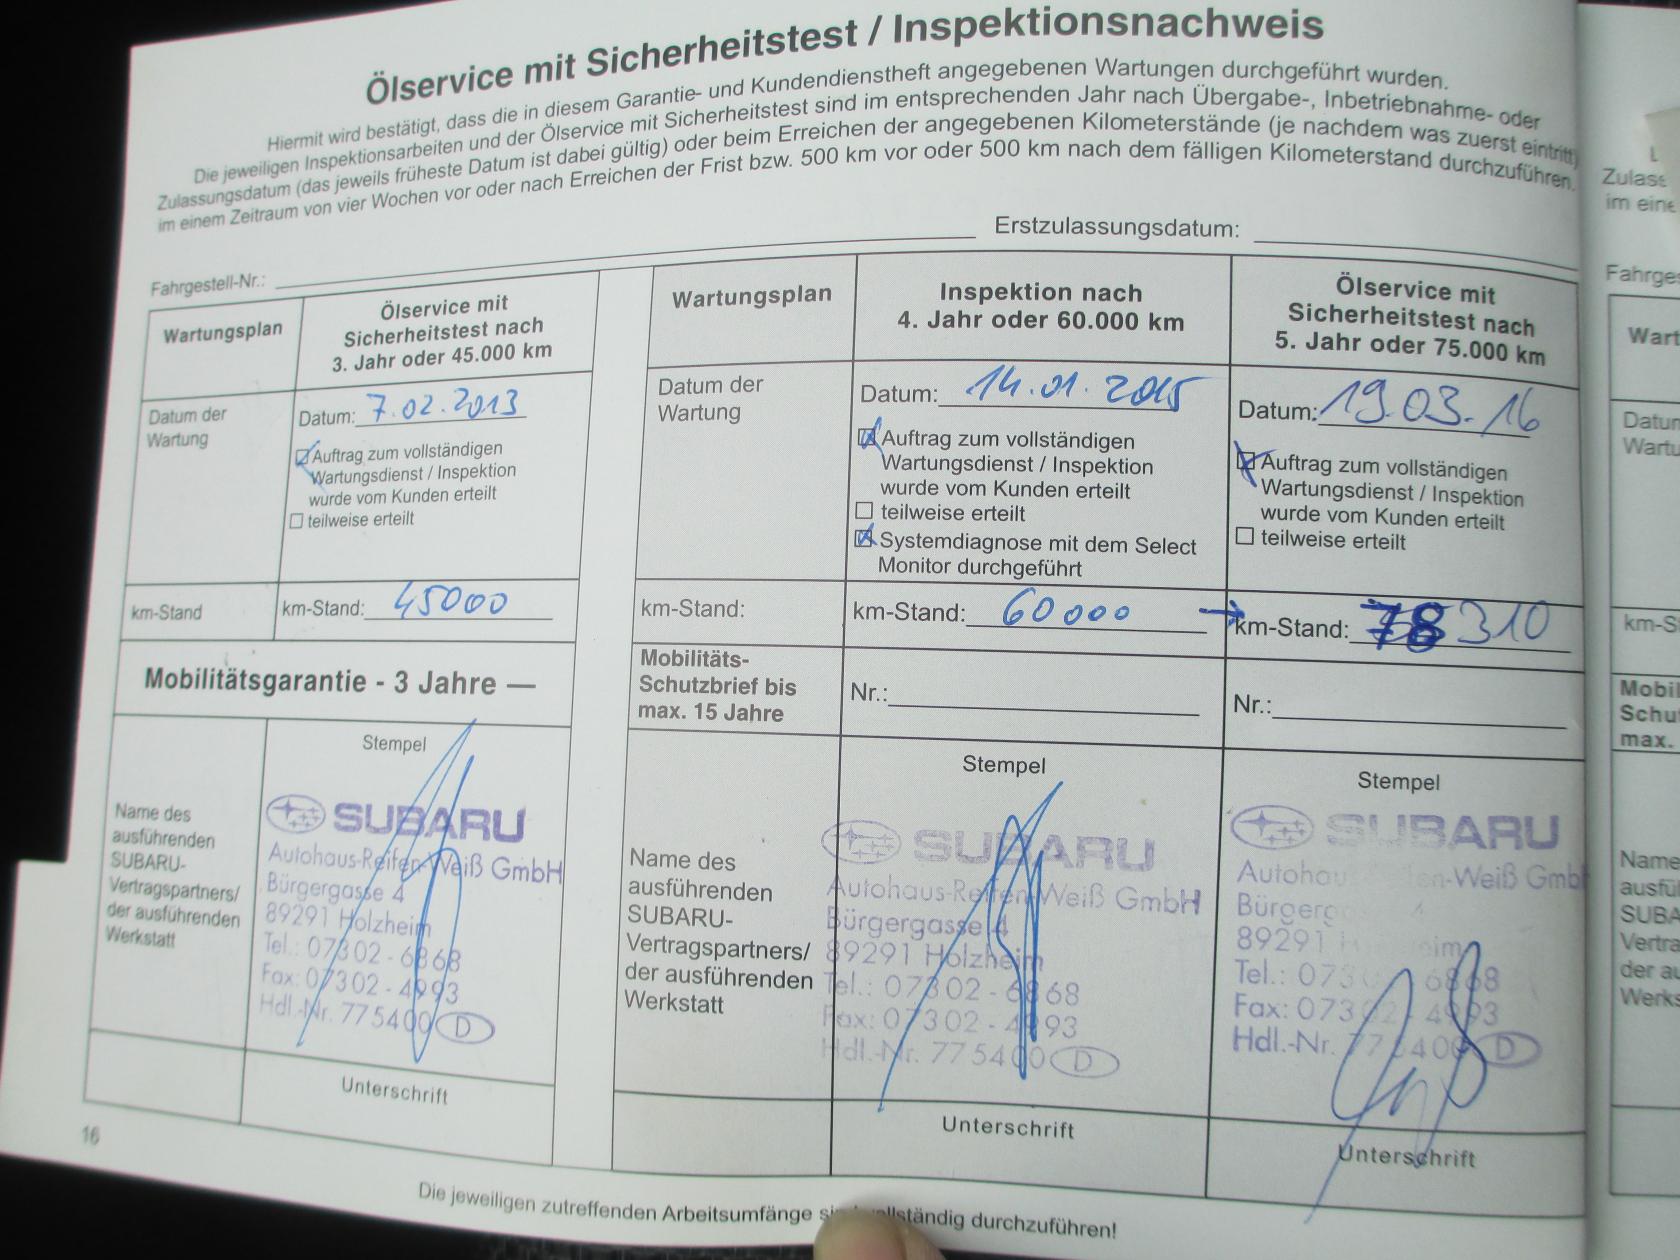 Ölservice mit Sicherheitstest / Inspektionsnachweis
Hiermit wird bestätigt, dass die in diesem Garantie- und Kundendienstheft angegebenen Wartungen durchgeführt wurden.
Die jeweiligen Inspektionsarbeiten und der Ölservice mit Sicherheitstest sind im entsprechenden Jahr nach Übergabe-, Inbetriebnahme- oder
Zulassungsdatum (das jeweils früheste Datum ist dabei gültig) oder beim Erreichen der angegebenen Kilometerstände (je nachdem was zuerst eintritt)
im einem Zeitraum von vier Wochen vor oder nach Erreichen der Frist bzw. 500 km vor oder 500 km nach dem fälligen Kilometerstand durchzuführen.
Fahrgestell-Nr.: Erstzulassungsdatum:
Wartungsplan
Ölservice mit
Sicherheitstest nach
3. Jahr oder 45.000 km
Datum der
Wartung
Datum: 7.02.2013
Auftrag zum vollständigen
Wartungsdienst / Inspektion
wurde vom Kunden erteilt
teilweise erteilt
km-Stand
km-Stand: 45000
Mobilitätsgarantie - 3 Jahre —
Name des
ausführenden
SUBARU-
Vertragspartners/
der ausführenden
Werkstatt
Stempel
SUBARU
Autohaus-Reifen-Weiß GmbH
Bürgergasse 4
89291 Holzheim
Tel.: 07302 - 6868
Fax: 07302 - 4993
Hdl.-Nr. 775400 D
Unterschrift
Wartungsplan
Inspektion nach
4. Jahr oder 60.000 km
Ölservice mit
Sicherheitstest nach
5. Jahr oder 75.000 km
Datum der
Wartung
Datum: 14.01.2015
Auftrag zum vollständigen
Wartungsdienst / Inspektion
wurde vom Kunden erteilt
teilweise erteilt
Systemdiagnose mit dem Select
Monitor durchgeführt
Datum: 19.03.16
Auftrag zum vollständigen
Wartungsdienst / Inspektion
wurde vom Kunden erteilt
teilweise erteilt
km-Stand:
km-Stand: 60000
km-Stand: 78310
Mobilitäts-
Schutzbrief bis
max. 15 Jahre
Nr.:
Nr.:
Name des
ausführenden
SUBARU-
Vertragspartners/
der ausführenden
Werkstatt
Stempel
SUBARU
Autohaus-Reifen-Weiß GmbH
Bürgergasse 4
89291 Holzheim
Tel.: 07302 - 6868
Fax: 07302 - 4993
Hdl.-Nr. 775400 D
Unterschrift
Stempel
SUBARU
Autohaus-Reifen-Weiß GmbH
Bürgergasse 4
89291 Holzheim
Tel.: 07302 - 6868
Fax: 07302 - 4993
Hdl.-Nr. 775400 D
Unterschrift
16
Die jeweiligen zutreffenden Arbeitsumfänge sind vollständig durchzuführen!